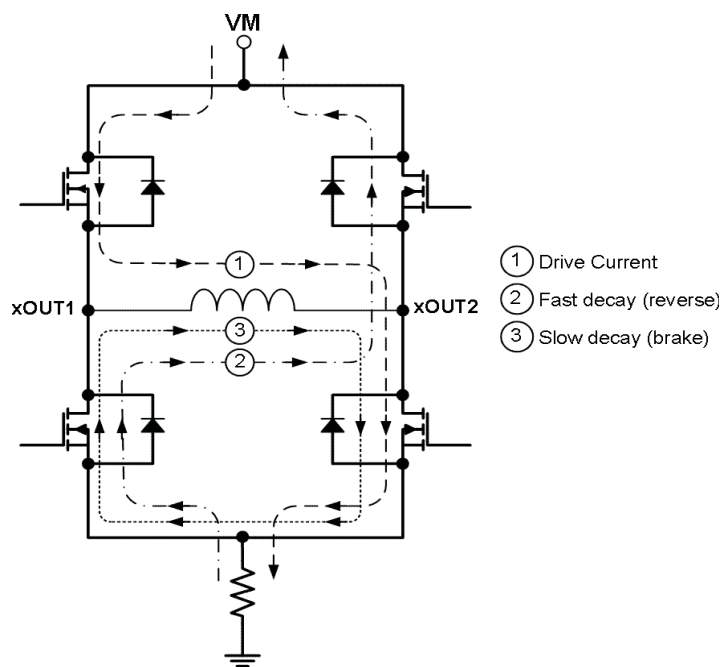 VM
1
1 Drive Current
xOUT1
xOUT2
2 Fast decay (reverse)
3
3 Slow decay (brake)
2